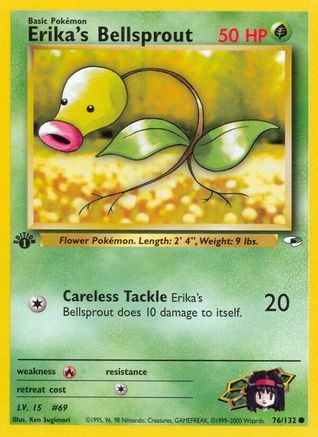 Basic Pokémon
Erika's Bellsprout 50 HP
EDITION
1
Flower Pokémon. Length: 2' 4", Weight: 9 lbs.
Careless Tackle Erika's 20
Bellsprout does 10 damage to itself.
weakness resistance
retreat cost
LV. 15 #69
Illus. Ken Sugimori ©1995, 96, 98 Nintendo, Creatures, GAMEFREAK. ©1999-2000 Wizards. 76/132